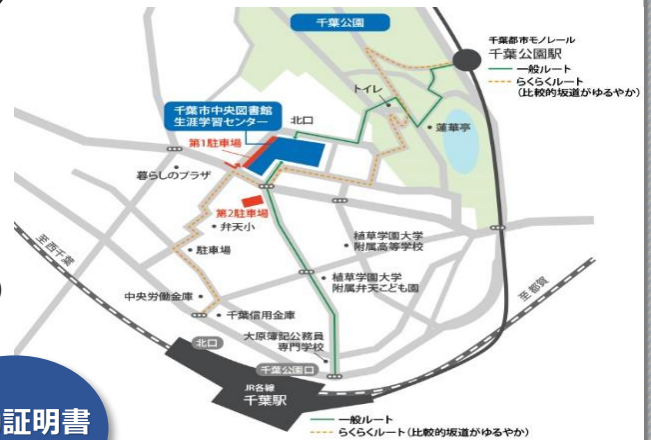 千葉公園
千葉都市モノレール
千葉公園駅
一般ルート
らくらくルート
(比較的坂道がゆるやか)
トイレ
千葉市中央図書館
生涯学習センター
北口
蓮華亭
第1駐車場
暮らしのプラザ
第2駐車場
弁天小
植草学園大学
附属高等学校
至西千葉
駐車場
植草学園大学
附属弁天こども園
至都賀
中央労働金庫
千葉信用金庫
大原簿記公務員
専門学校
北口
千葉公園口
JR各線
千葉駅
証明書
一般ルート
らくらくルート(比較的坂道がゆるやか)